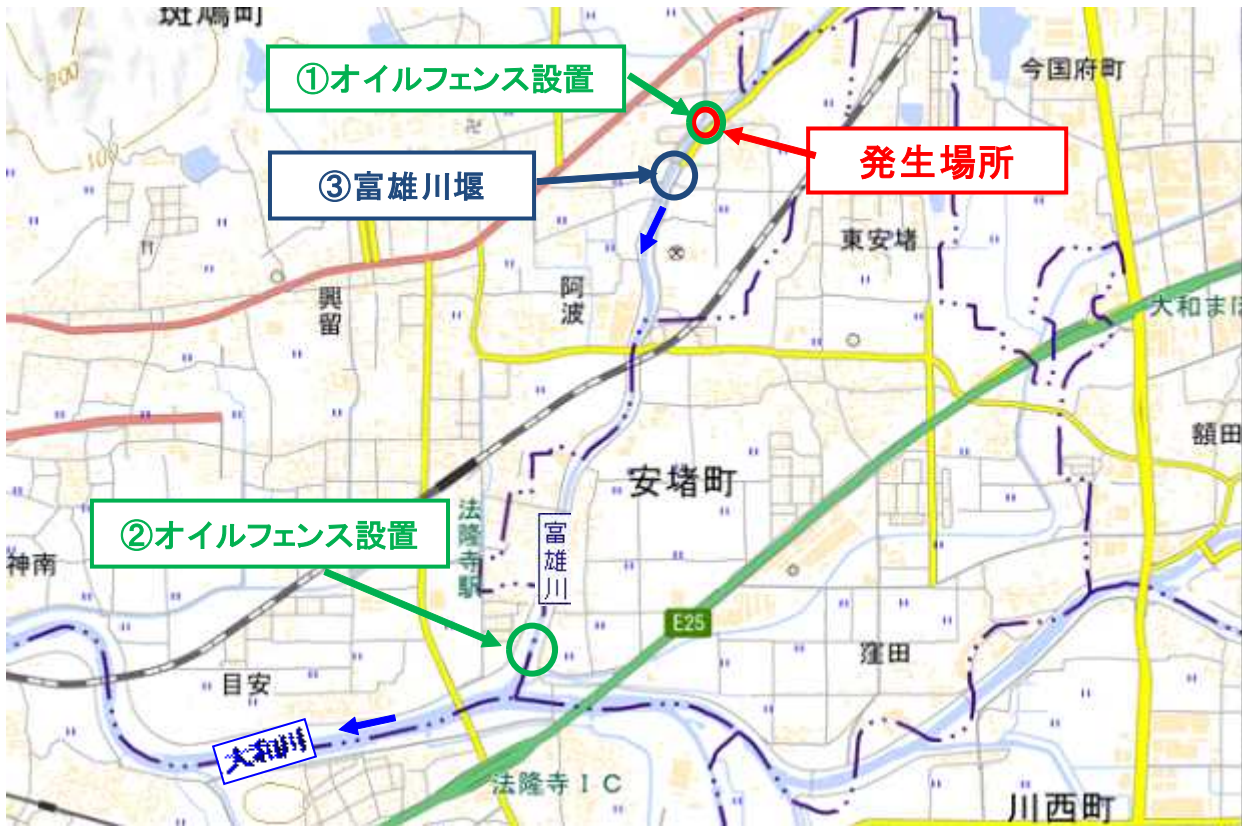 斑鳩町
①オイルフェンス設置
今国府町
発生場所
③富雄川堰
東安堵
阿波
興留
大和まほ
額田
安堵町
②オイルフェンス設置
法隆寺駅
富雄川
神南
E25
窪田
目安
法隆寺IC
川西町
200
100